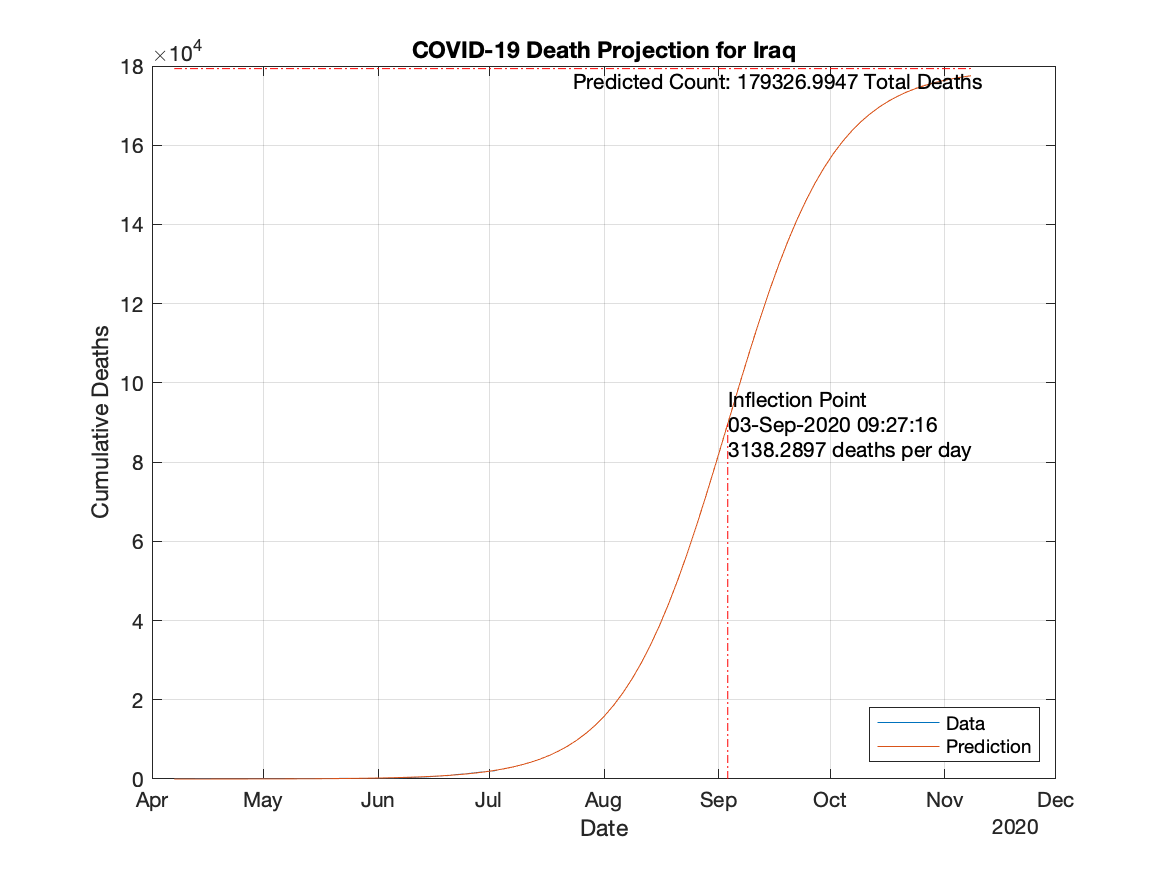 COVID-19 Death Projection for Iraq
×10^4
18
Predicted Count: 179326.9947 Total Deaths
16
14
12
10
Inflection Point
03-Sep-2020 09:27:16
3138.2897 deaths per day
8
6
4
2
0
Cumulative Deaths
Data
Prediction
Apr May Jun Jul Aug Sep Oct Nov Dec
Date
2020